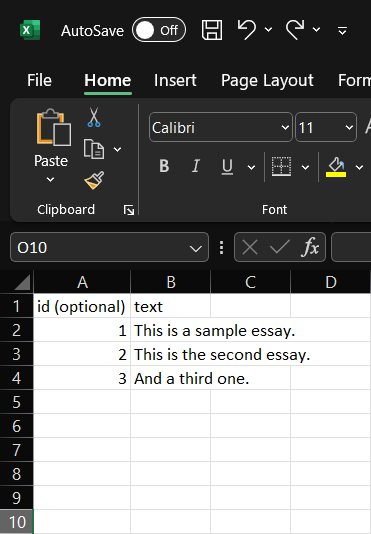 AutoSave Off
File Home Insert Page Layout Form
Paste
Calibri 11
B I U
Clipboard Font
O10 fx
A B C D
1 id (optional) text
2 1 This is a sample essay.
3 2 This is the second essay.
4 3 And a third one.
5
6
7
8
9
10